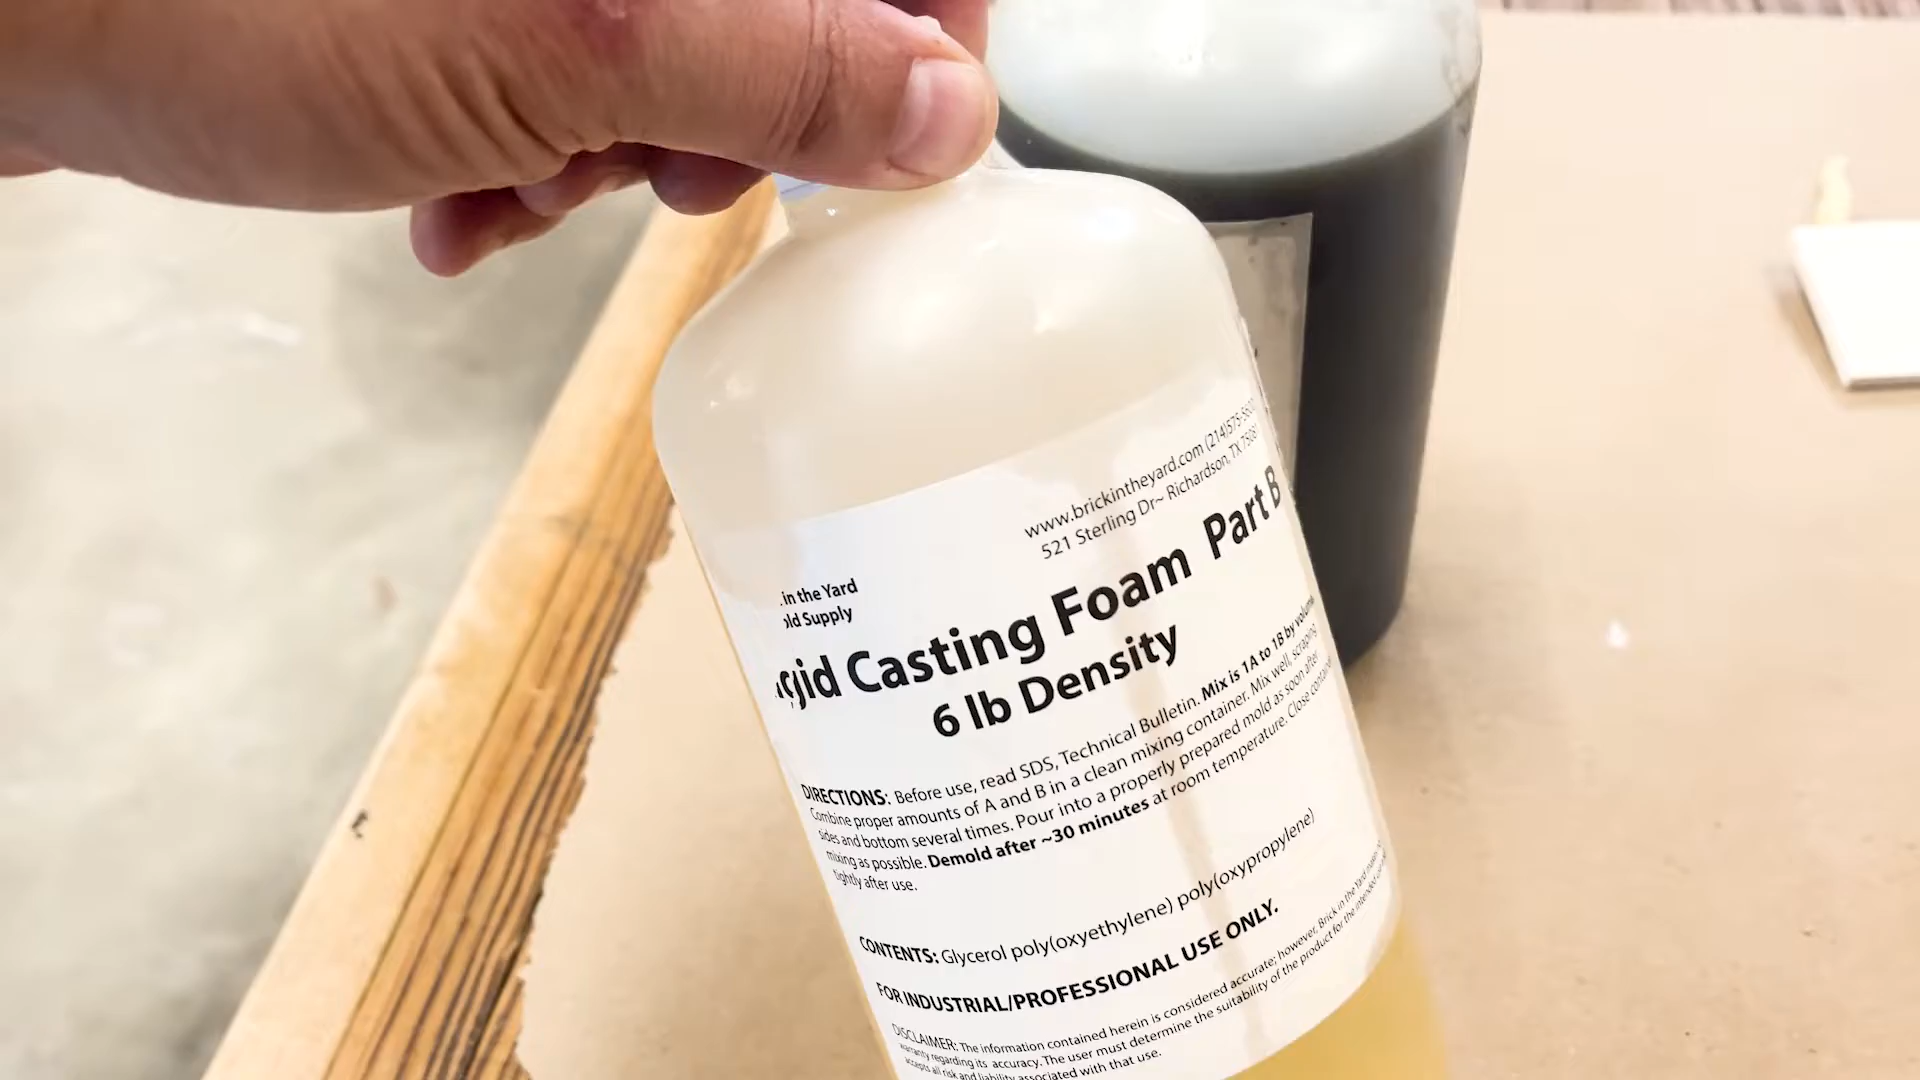 www.brickintheyard.com
521 Sterling Dr~ Richardson, TX 75081
in the Yard
Supply
Casting Foam Part B
6 lb Density
DIRECTIONS: Before use, read SDS, Technical Bulletin. Mix is 1A to 1B by volume.
Combine proper amounts of A and B in a clean mixing container. Mix well, scraping
sides and bottom several times. Pour into a properly prepared mold as soon after
mixing as possible. Demold after ~30 minutes at room temperature. Close
tightly after use.
CONTENTS: Glycerol poly(oxyethylene) poly(oxypropylene)
FOR INDUSTRIAL/PROFESSIONAL USE ONLY.
DISCLAIMER: The information contained herein is considered accurate; however, Brick in the Yard
warranty regarding its accuracy. The user must determine the suitability of the product for the intended
accepts all risk and liability associated with that use.